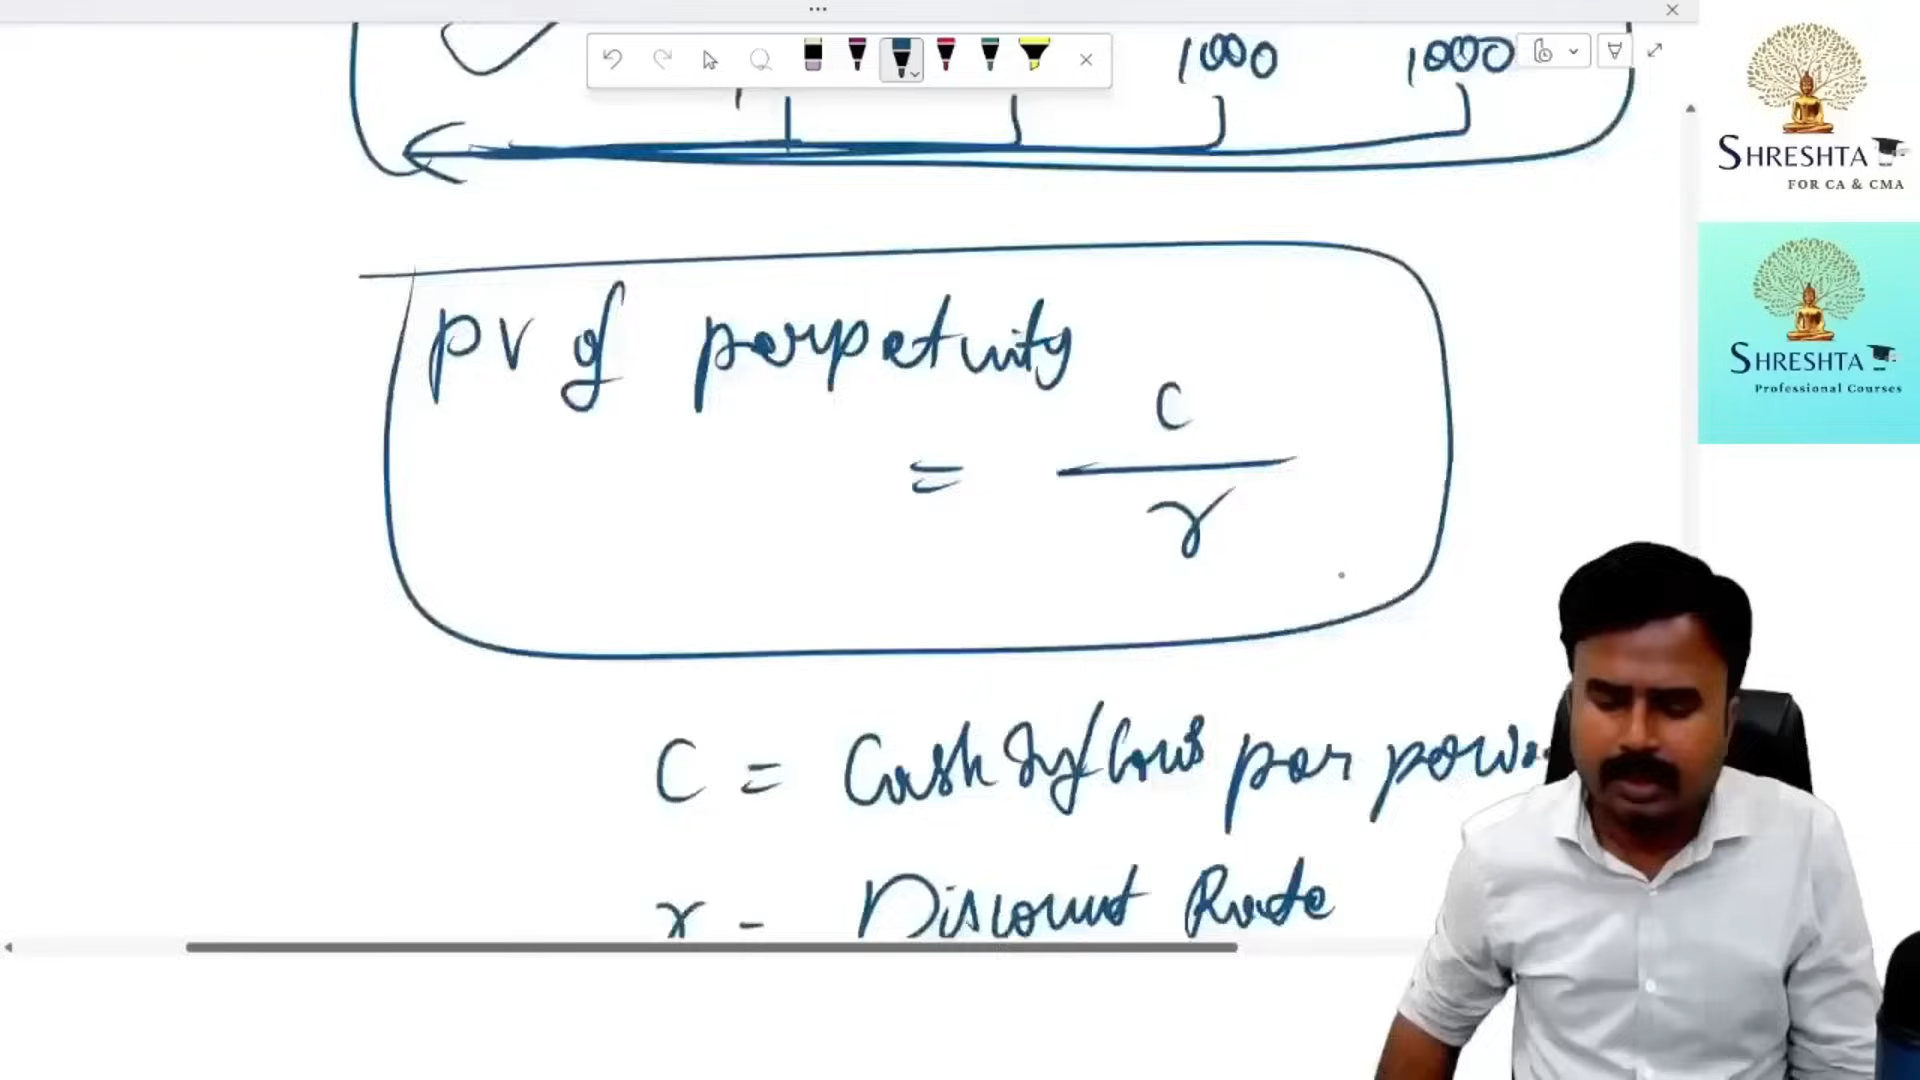 1000 1000
SHRESHTA
FOR CA & CMA
PV of perpetuity
= C
r
SHRESHTA
Professional Courses
C = Cash Inflows per
r - Discount Rate